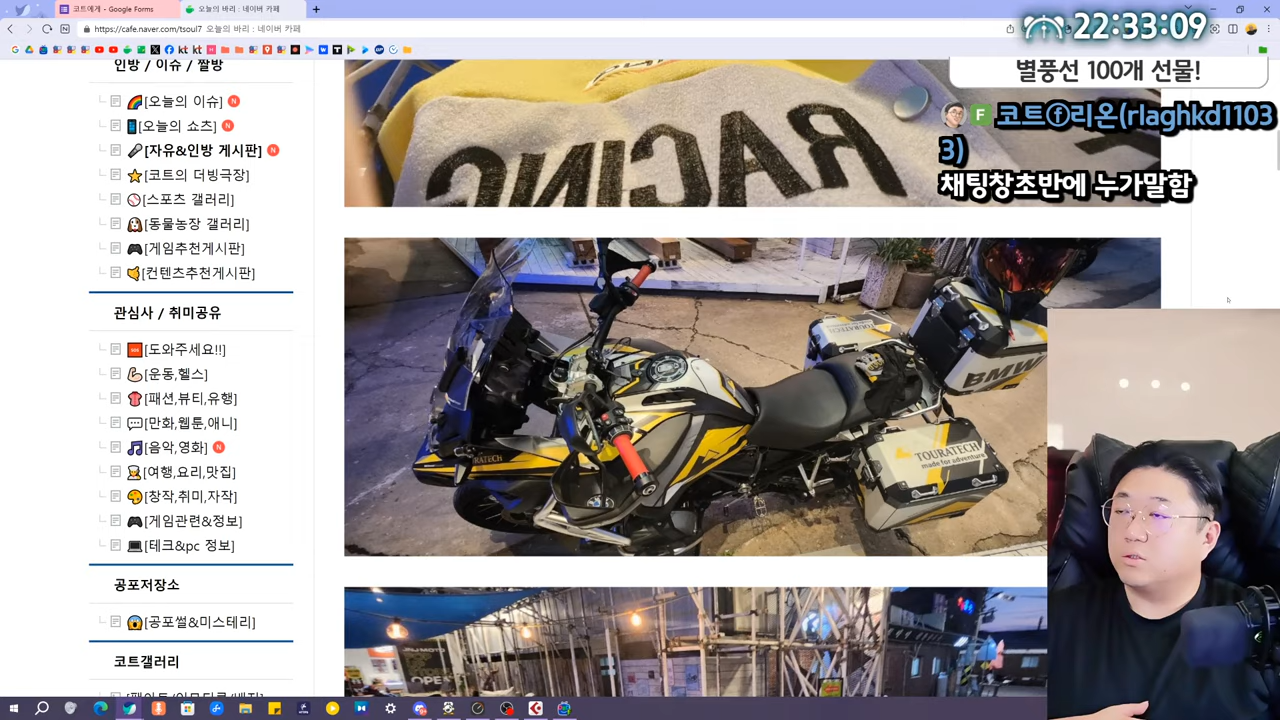 코트에게 - Google Forms
오늘의 바리 : 네이버 카페
https://cafe.naver.com/tsoul7 오늘의 바리 : 네이버 카페
22:33:09
별풍선 100개 선물!
F 코트ⓕ리온(rlaghkd1103
3)
채팅창초반에 누가말함
인방 / 이슈 / 짤방
[오늘의 이슈] N
[오늘의 쇼츠] N
[자유&인방 게시판] N
[코트의 더빙극장]
[스포츠 갤러리]
[동물농장 갤러리]
[게임추천게시판]
[컨텐츠추천게시판]
관심사 / 취미공유
[도와주세요!!]
[운동,헬스]
[패션,뷰티,유행]
[만화,웹툰,애니]
[음악,영화] N
[여행,요리,맛집]
[창작,취미,자작]
[게임관련&정보]
[테크&pc 정보]
공포저장소
[공포썰&미스테리]
코트갤러리
RACING
BMW
TOURATECH
made for adventure
TOURATECH